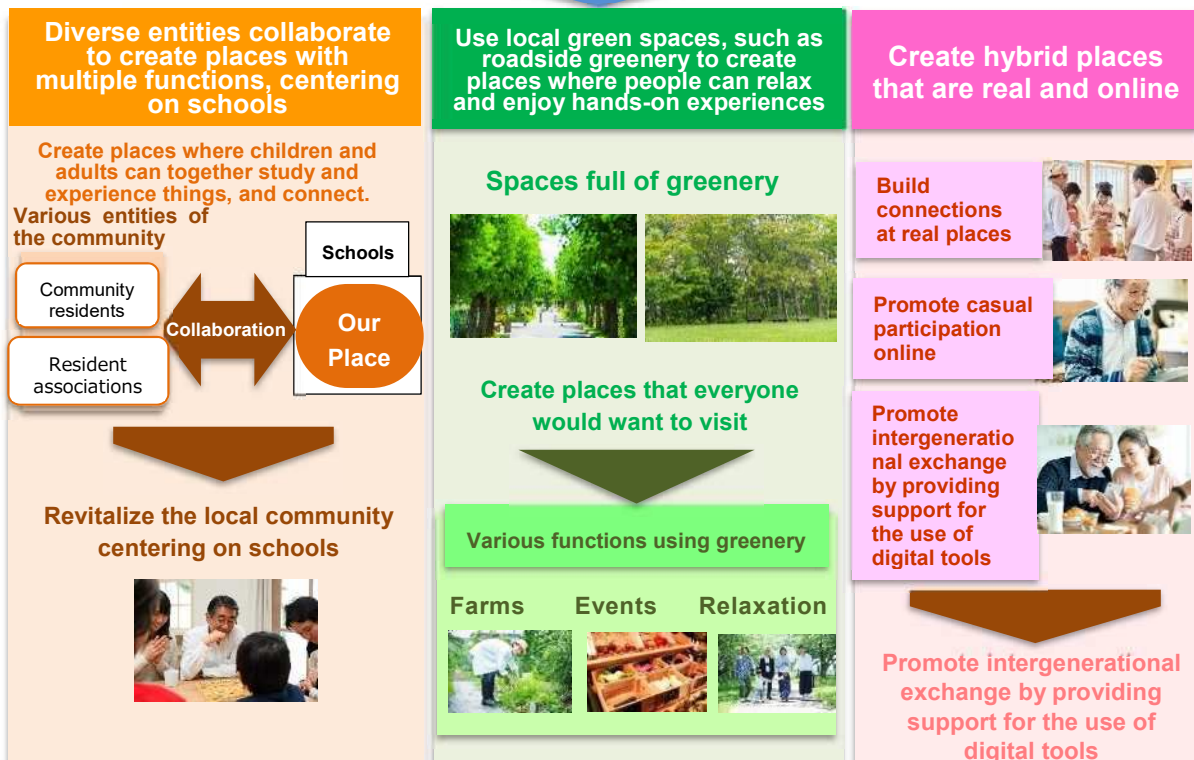 Diverse entities collaborate
to create places with
multiple functions, centering
on schools
Create places where children and
adults can together study and
experience things, and connect.
Various entities of
the community
Community
residents
Resident
associations
Collaboration
Schools
Our
Place
Revitalize the local community
centering on schools
Use local green spaces, such as
roadside greenery to create
places where people can relax
and enjoy hands-on experiences
Spaces full of greenery
Create places that everyone
would want to visit
Various functions using greenery
Farms Events Relaxation
Create hybrid places
that are real and online
Build
connections
at real places
Promote casual
participation
online
Promote
intergeneratio
nal exchange
by providing
support for
the use of
digital tools
Promote intergenerational
exchange by providing
support for the use of
digital tools